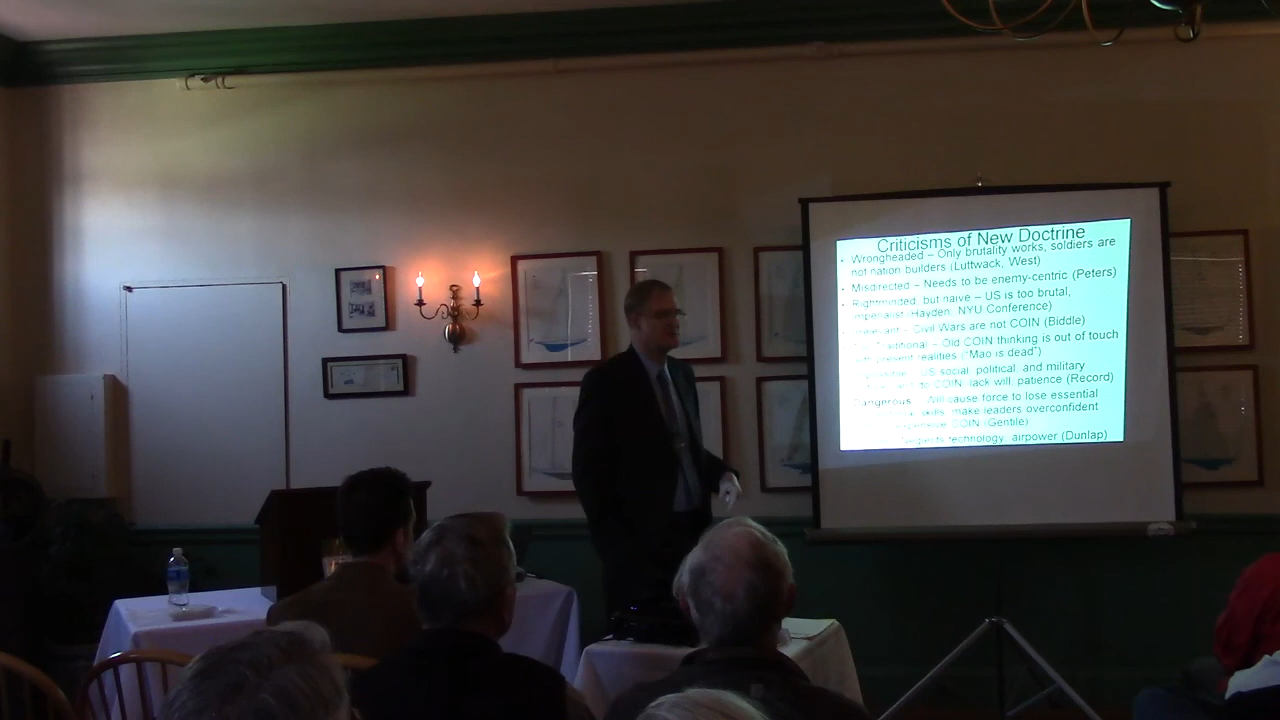 Criticisms of New Doctrine
• Wrongheaded – Only brutality works, soldiers are
not nation builders (Luttwack, West)
• Misdirected – Needs to be enemy-centric (Peters)
• Rightminded, but naive – US is too brutal,
imperialist (Hayden, NYU Conference)
– Civil Wars are not COIN (Biddle)
Traditional – Old COIN thinking is out of touch
with present realities ("Mao is dead")
– US social, political, and military
to COIN, lack will, patience (Record)
Dangerous – Will cause force to lose essential
skills, make leaders overconfident
expensive COIN (Gentile)
Neglects technology, airpower (Dunlap)